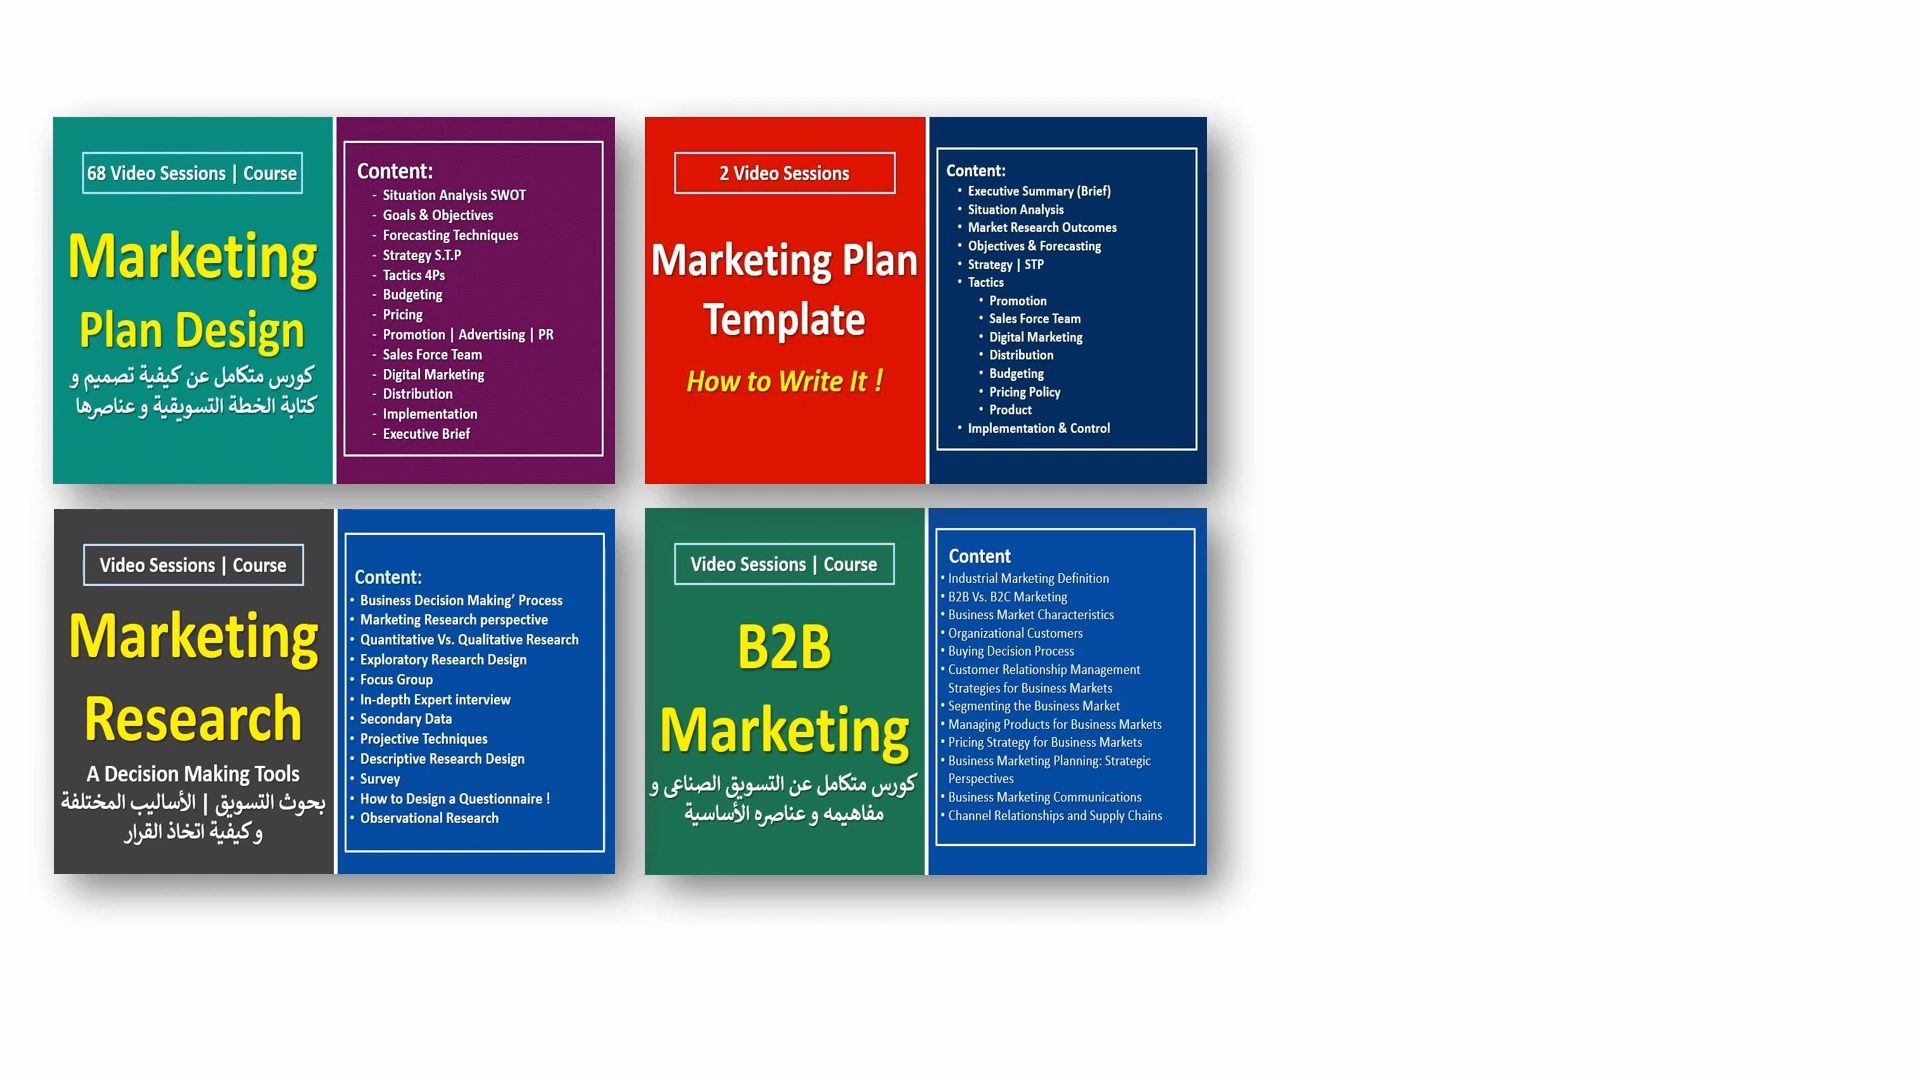 68 Video Sessions | Course
Marketing
Plan Design
كورس متكامل عن كيفية تصميم و
كتابة الخطة التسويقية و عناصرها
Content:
- Situation Analysis SWOT
- Goals & Objectives
- Forecasting Techniques
- Strategy S.T.P
- Tactics 4Ps
- Budgeting
- Pricing
- Promotion | Advertising | PR
- Sales Force Team
- Digital Marketing
- Distribution
- Implementation
- Executive Brief
2 Video Sessions
Marketing Plan
Template
How to Write It !
Content:
• Executive Summary (Brief)
• Situation Analysis
• Market Research Outcomes
• Objectives & Forecasting
• Strategy | STP
• Tactics
• Promotion
• Sales Force Team
• Digital Marketing
• Distribution
• Budgeting
• Pricing Policy
• Product
• Implementation & Control
Video Sessions | Course
Marketing
Research
A Decision Making Tools
بحوث التسويق | الأساليب المختلفة
و كيفية اتخاذ القرار
Content:
• Business Decision Making’ Process
• Marketing Research perspective
• Quantitative Vs. Qualitative Research
• Exploratory Research Design
• Focus Group
• In-depth Expert interview
• Secondary Data
• Projective Techniques
• Descriptive Research Design
• Survey
• How to Design a Questionnaire !
• Observational Research
Video Sessions | Course
B2B
Marketing
كورس متكامل عن التسويق الصناعى و
مفاهيمه و عناصره الأساسية
Content
• Industrial Marketing Definition
• B2B Vs. B2C Marketing
• Business Market Characteristics
• Organizational Customers
• Buying Decision Process
• Customer Relationship Management
Strategies for Business Markets
• Segmenting the Business Market
• Managing Products for Business Markets
• Pricing Strategy for Business Markets
• Business Marketing Planning: Strategic
Perspectives
• Business Marketing Communications
• Channel Relationships and Supply Chains